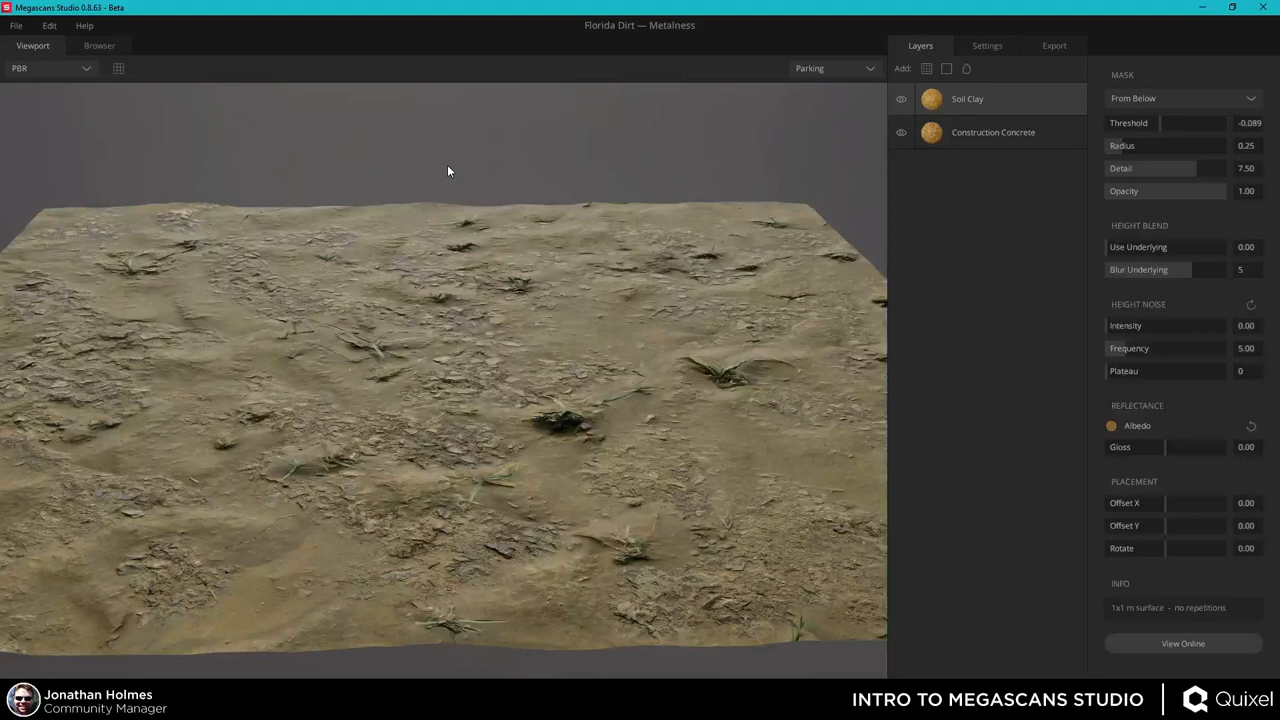 Megascans Studio 0.8.63 - Beta
File Edit Help
Florida Dirt — Metalness
Viewport Browser
Layers Settings Export
PBR
Parking
Add:
Soil Clay
Construction Concrete
MASK
From Below
Threshold -0.089
Radius 0.25
Detail 7.50
Opacity 1.00
HEIGHT BLEND
Use Underlying 0.00
Blur Underlying 5
HEIGHT NOISE
Intensity 0.00
Frequency 5.00
Plateau 0
REFLECTANCE
Albedo
Gloss 0.00
PLACEMENT
Offset X 0.00
Offset Y 0.00
Rotate 0.00
INFO
1x1 m surface - no repetitions
View Online
Jonathan Holmes
Community Manager
INTRO TO MEGASCANS STUDIO
Quixel